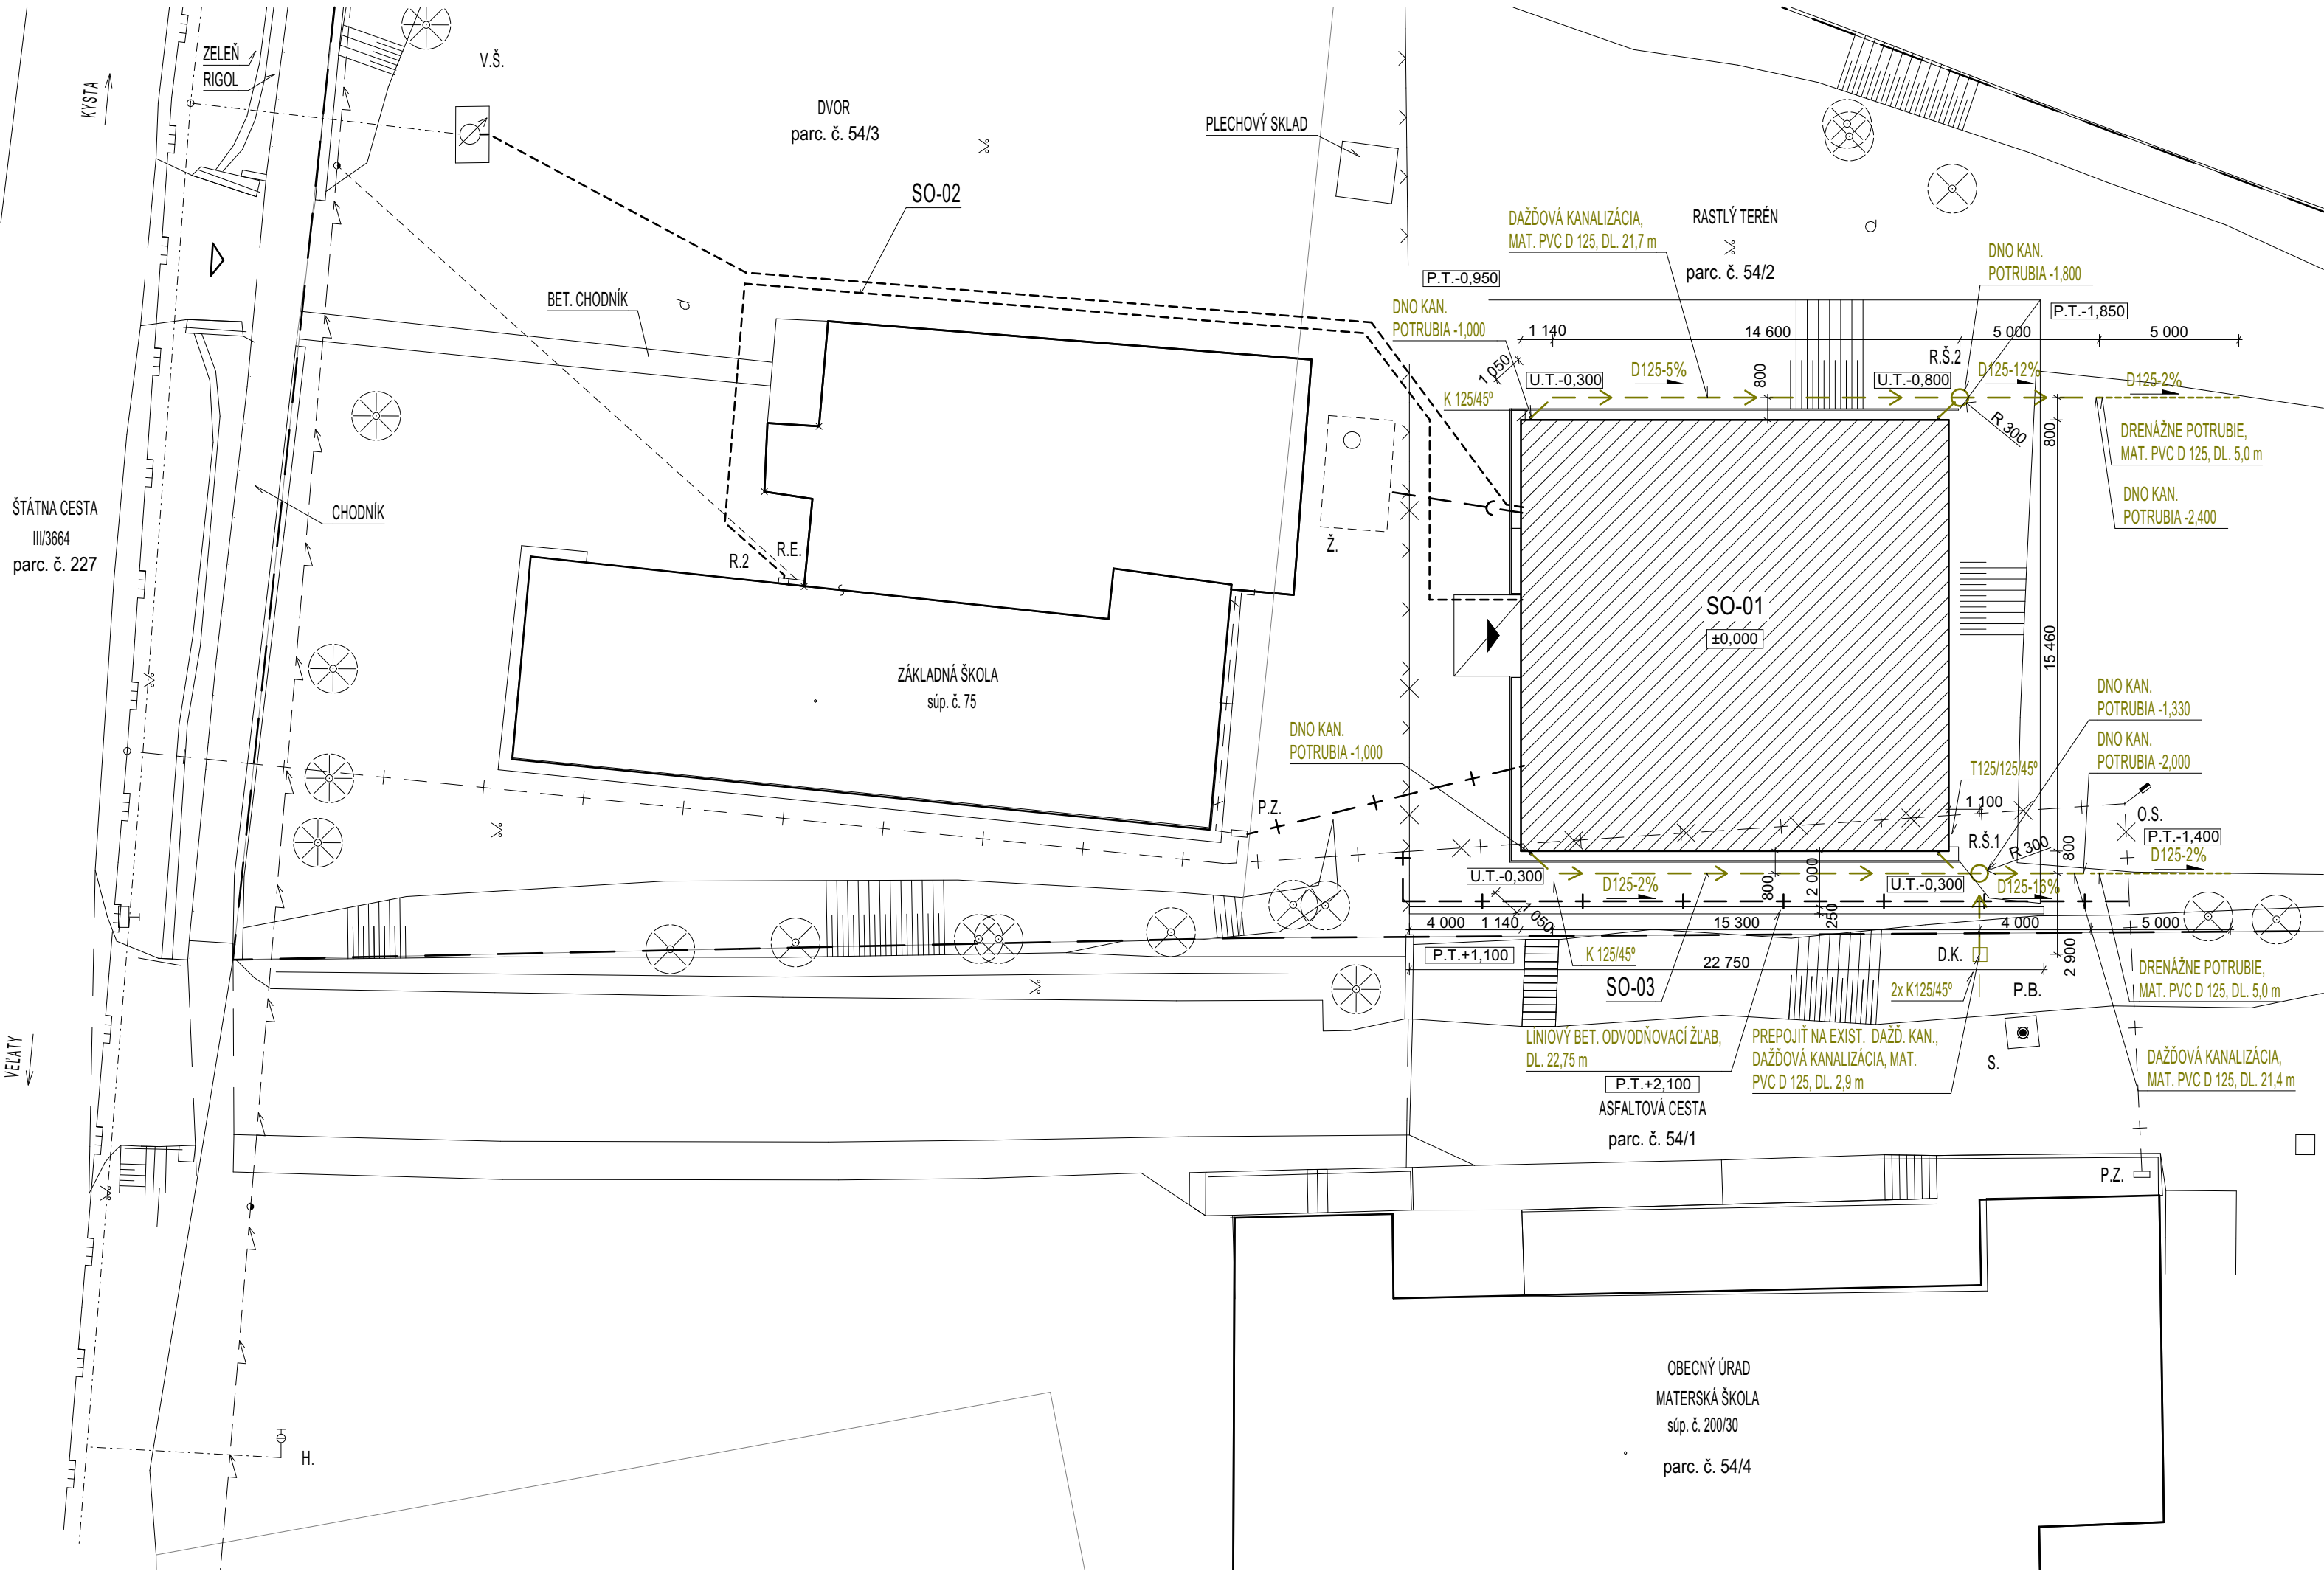 ZELEŇ
RIGOL
KYSTA
V.Š.
DVOR
parc. č. 54/3
PLECHOVÝ SKLAD
SO-02
BET. CHODNÍK
CHODNÍK
ŠTÁTNA CESTA
III/3664
parc. č. 227
R.2
R.E.
ZÁKLADNÁ ŠKOLA
súp. č. 75
Ž.
P.Z.
VEĽATY
H.
DAŽĎOVÁ KANALIZÁCIA,
MAT. PVC D 125, DL. 21,7 m
RASTLÝ TERÉN
parc. č. 54/2
DNO KAN.
POTRUBIA -1,800
P.T.-0,950
DNO KAN.
POTRUBIA -1,000
P.T.-1,850
1 140
14 600
5 000
5 000
1 050
U.T.-0,300
D125-5%
800
U.T.-0,800
R.Š.2
D125-12%
D125-2%
K 125/45º
R 300
800
DRENÁŽNE POTRUBIE,
MAT. PVC D 125, DL. 5,0 m
DNO KAN.
POTRUBIA -2,400
SO-01
±0,000
15 460
DNO KAN.
POTRUBIA -1,330
DNO KAN.
POTRUBIA -2,000
DNO KAN.
POTRUBIA -1,000
T125/125/45º
1 100
O.S.
P.T.-1,400
D125-2%
R.Š.1
R 300
800
U.T.-0,300
D125-2%
800
2 000
U.T.-0,300
D125-16%
1 050
250
4 000
1 140
15 300
4 000
5 000
P.T.+1,100
K 125/45º
22 750
D.K.
2 900
SO-03
2x K125/45º
P.B.
DRENÁŽNE POTRUBIE,
MAT. PVC D 125, DL. 5,0 m
LÍNIOVÝ BET. ODVODŇOVACÍ ŽĽAB,
DL. 22,75 m
PREPOJIŤ NA EXIST. DAŽĎ. KAN.,
DAŽĎOVÁ KANALIZÁCIA, MAT.
PVC D 125, DL. 2,9 m
S.
DAŽĎOVÁ KANALIZÁCIA,
MAT. PVC D 125, DL. 21,4 m
P.T.+2,100
ASFALTOVÁ CESTA
parc. č. 54/1
P.Z.
OBECNÝ ÚRAD
MATERSKÁ ŠKOLA
súp. č. 200/30
parc. č. 54/4